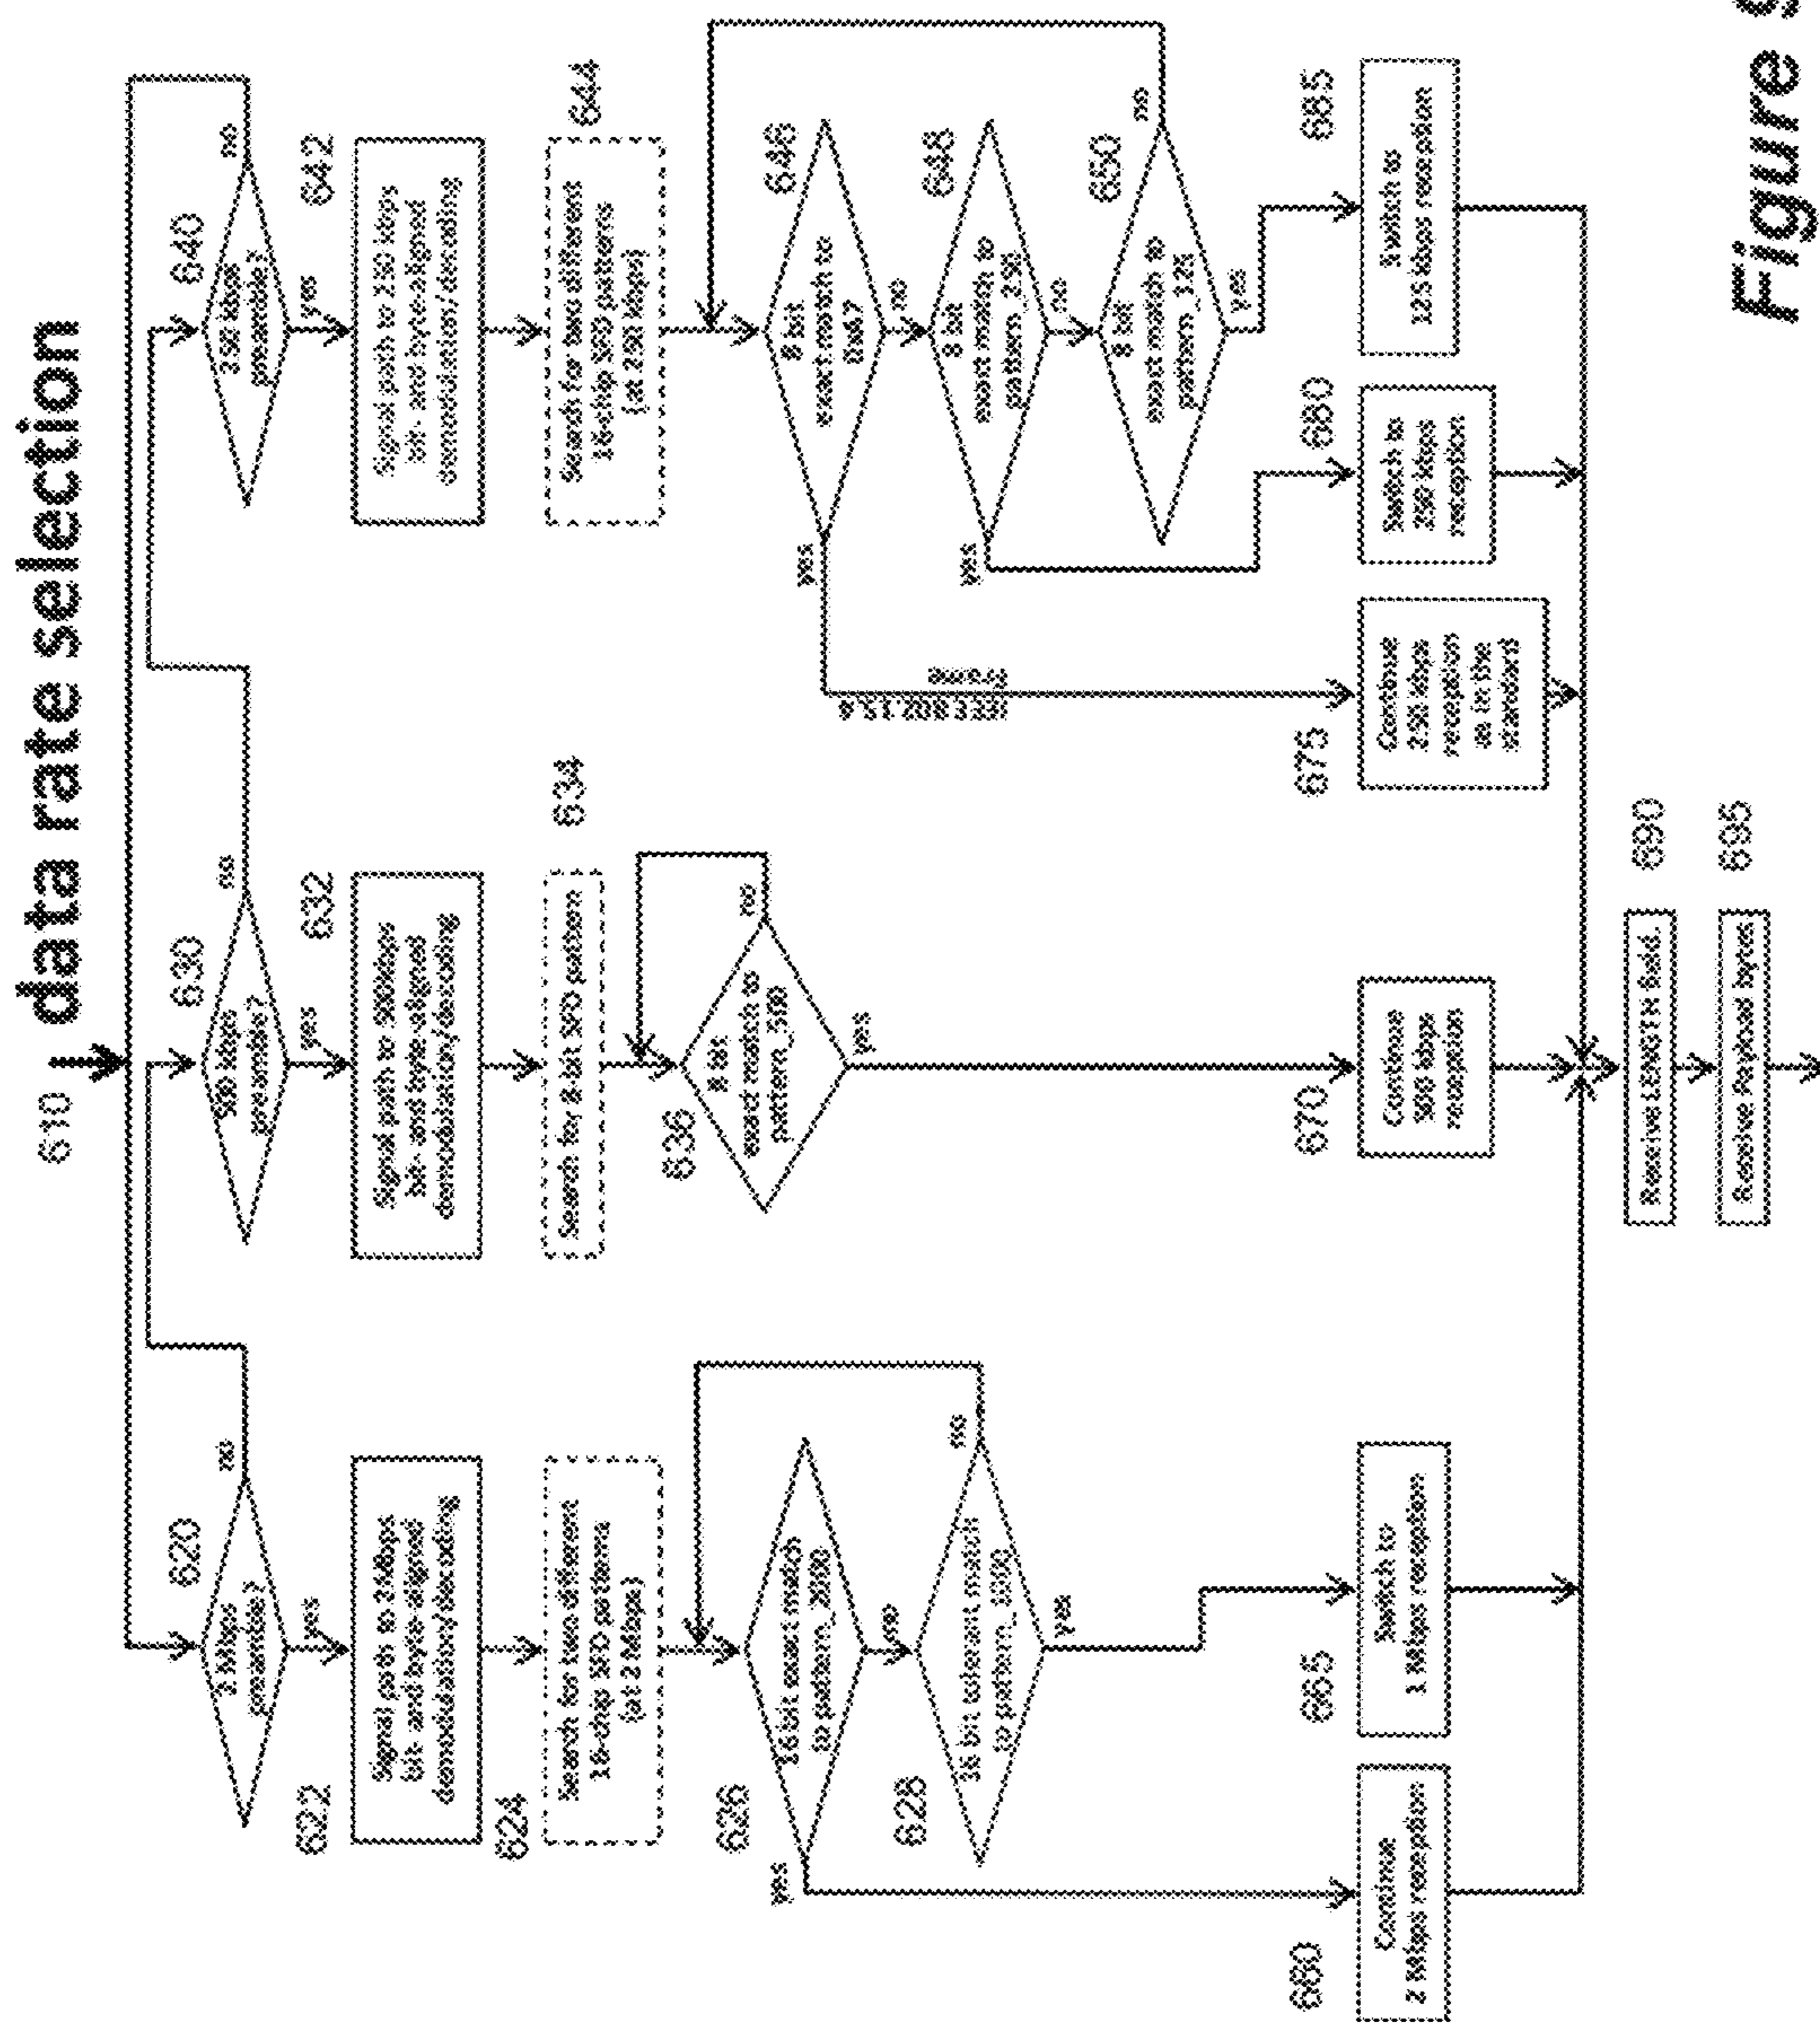 610
data rate selection
620
2 Mbps
preamble?
no
yes
622
Signal path to 2 Mbps
bit- and byte-aligned
demodulation/decoding
624
Search for two different
16-chip SFD patterns
(at 2 Mbps)
626
16 bit exact match
to pattern_2000
yes
no
628
16 bit tolerant match
to pattern_1000
no
yes
660
Continue
2 Mbps reception
665
Switch to
1 Mbps reception
630
500 kbps
preamble?
no
yes
632
Signal path to 500kbps
bit- and byte-aligned
demodulation/decoding
634
Search for 8-bit SFD pattern
636
8 bit
exact match to
pattern_500
no
yes
670
Continue
500 kbps
reception
640
250 kbps
preamble?
no
yes
642
Signal path to 250 kbps
bit- and byte-aligned
demodulation/decoding
644
Search for two different
16-chip SFD patterns
(at 250 kbps)
646
8 bit
exact match to
0xA7
yes
no
648
8 bit
exact match to
pattern_250
yes
no
650
8 bit
exact match to
pattern_125
no
yes
IEEE 802.15.4
frame
675
Continue
250 kbps
reception
as in the
standard
680
Switch to
250 kbps
reception
685
Switch to
125 kbps reception
690
Receive LENGTH field.
695
Receive Payload bytes
Figure